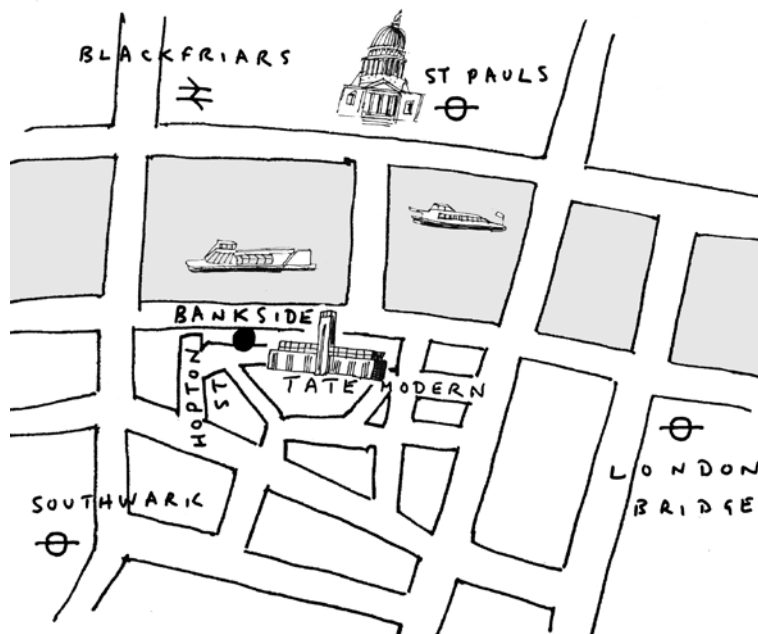 BLACKFRIARS
ST PAULS
BANKSIDE
HOPTON
ST
TATE MODERN
LONDON
BRIDGE
SOUTHWARK